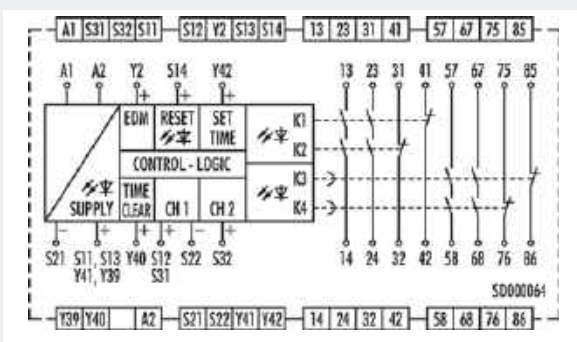 A1 S31 S32 S11 S12 Y2 S13 S14 13 23 31 41 57 67 75 85
A1 A2 Y2 S14 Y42 13 23 31 41 57 67 75 85
EDM RESET SET TIME
K1
K2
CONTROL - LOGIC
K3
K4
SUPPLY TIME CLEAR CH 1 CH 2
S21 S11, S13 Y40 S12 S22 S32 14 24 32 42 58 68 76 86
Y41, Y39 S31
SD000064
Y39 Y40 A2 S21 S22 Y41 Y42 14 24 32 42 58 68 76 86